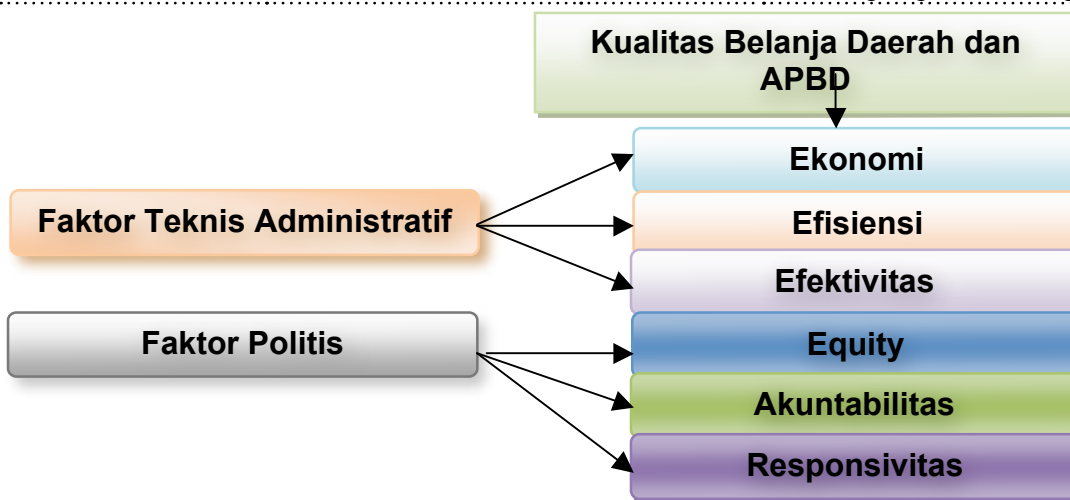 Kualitas Belanja Daerah dan
APBD
Ekonomi
Faktor Teknis Administratif
Efisiensi
Efektivitas
Faktor Politis
Equity
Akuntabilitas
Responsivitas